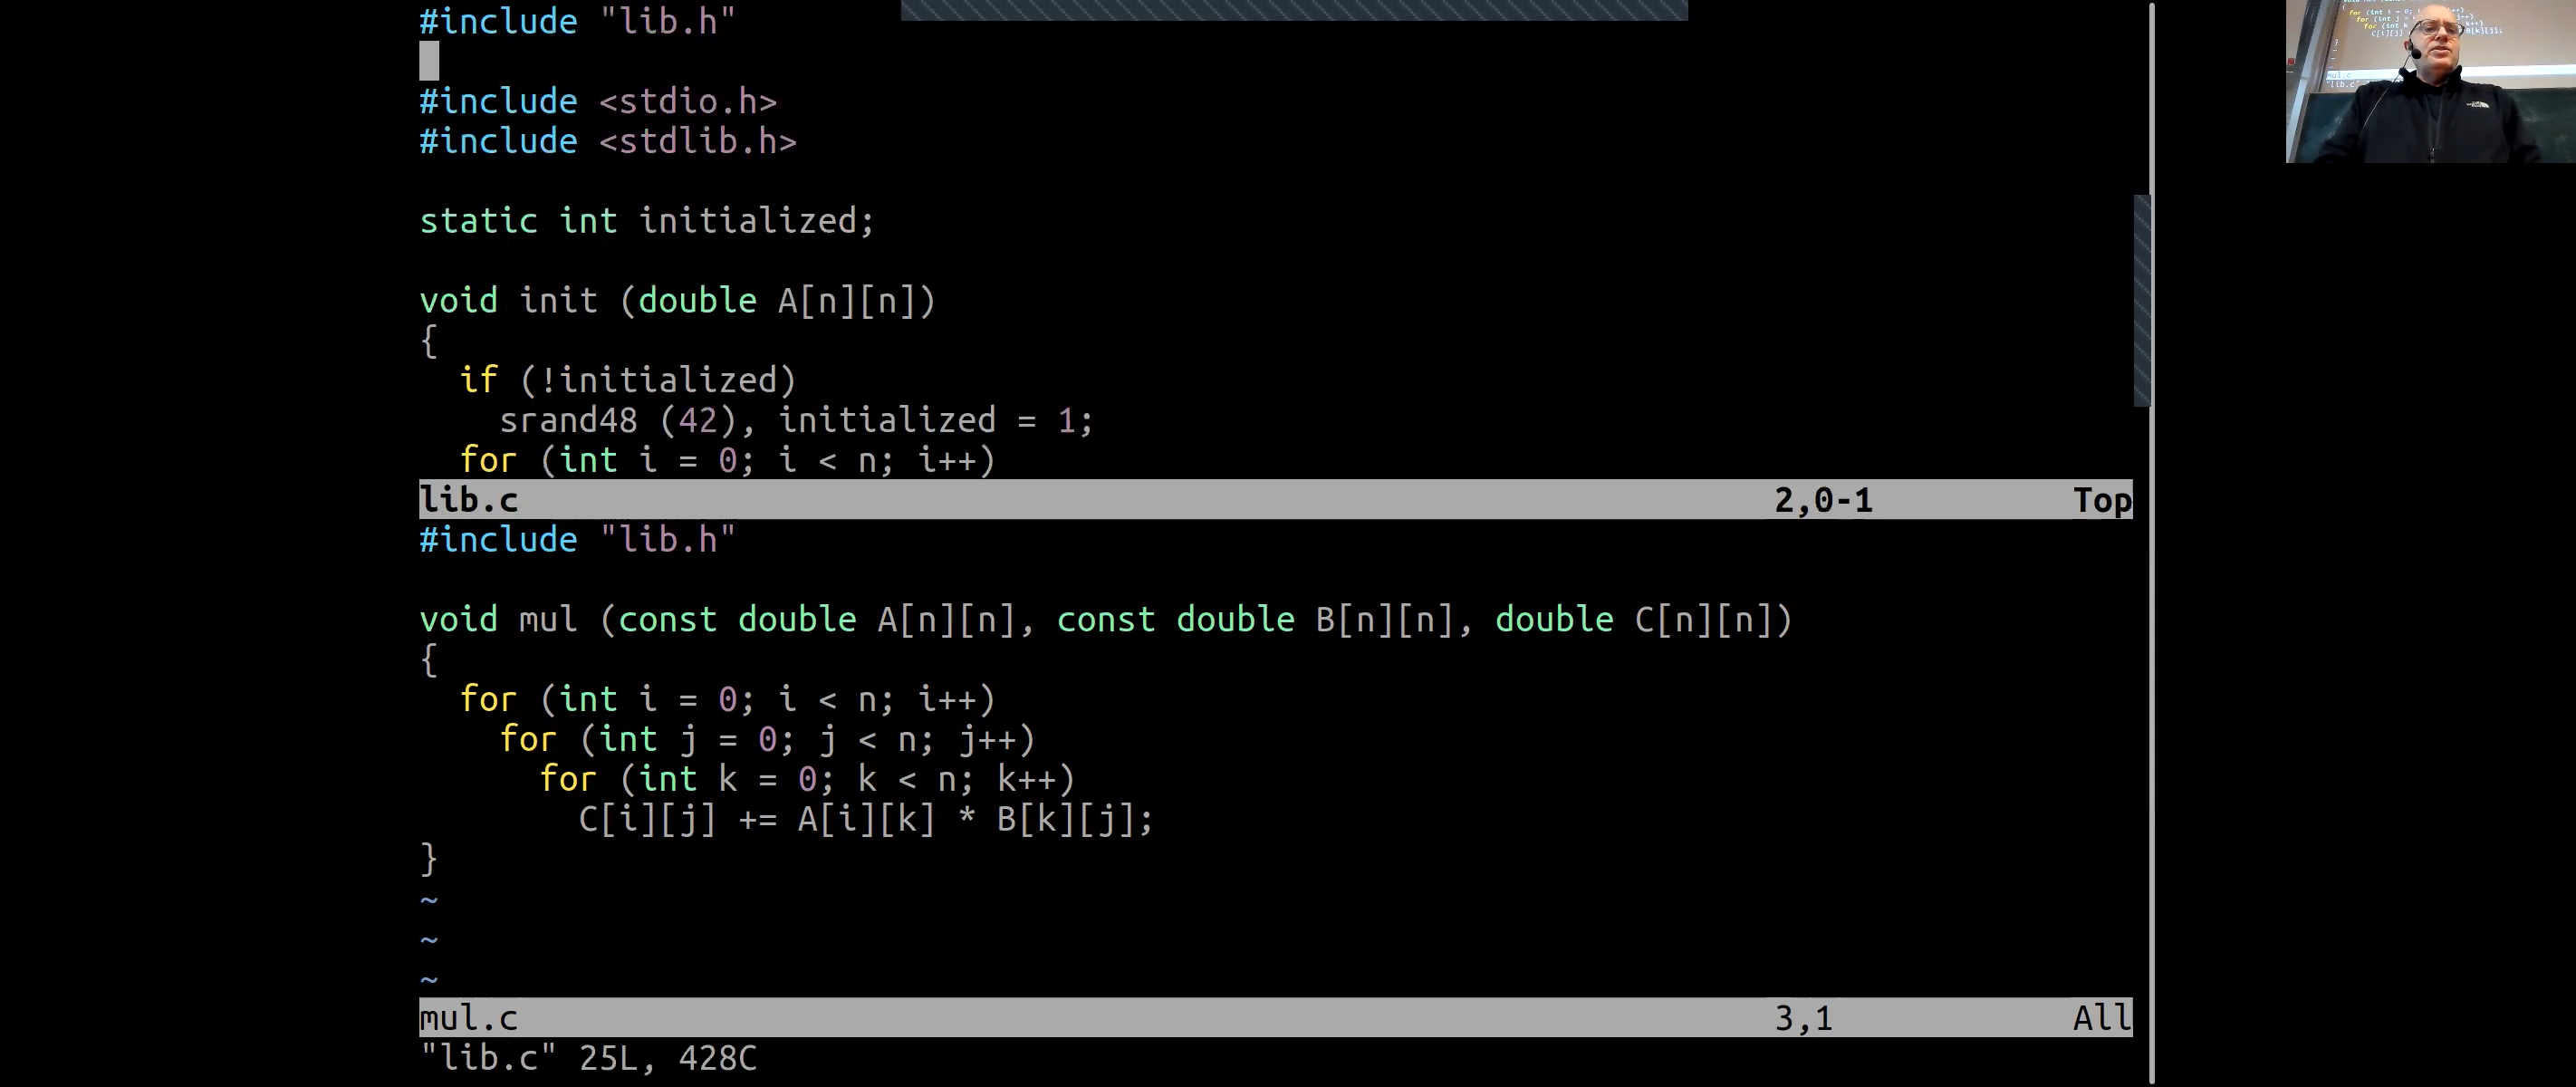 #include "lib.h"
#include <stdio.h>
#include <stdlib.h>
static int initialized;
void init (double A[n][n])
{
  if (!initialized)
    srand48 (42), initialized = 1;
  for (int i = 0; i < n; i++)
lib.c 2,0-1 Top
#include "lib.h"
void mul (const double A[n][n], const double B[n][n], double C[n][n])
{
  for (int i = 0; i < n; i++)
    for (int j = 0; j < n; j++)
      for (int k = 0; k < n; k++)
        C[i][j] += A[i][k] * B[k][j];
}
~
~
~
mul.c 3,1 All
"lib.c" 25L, 428C